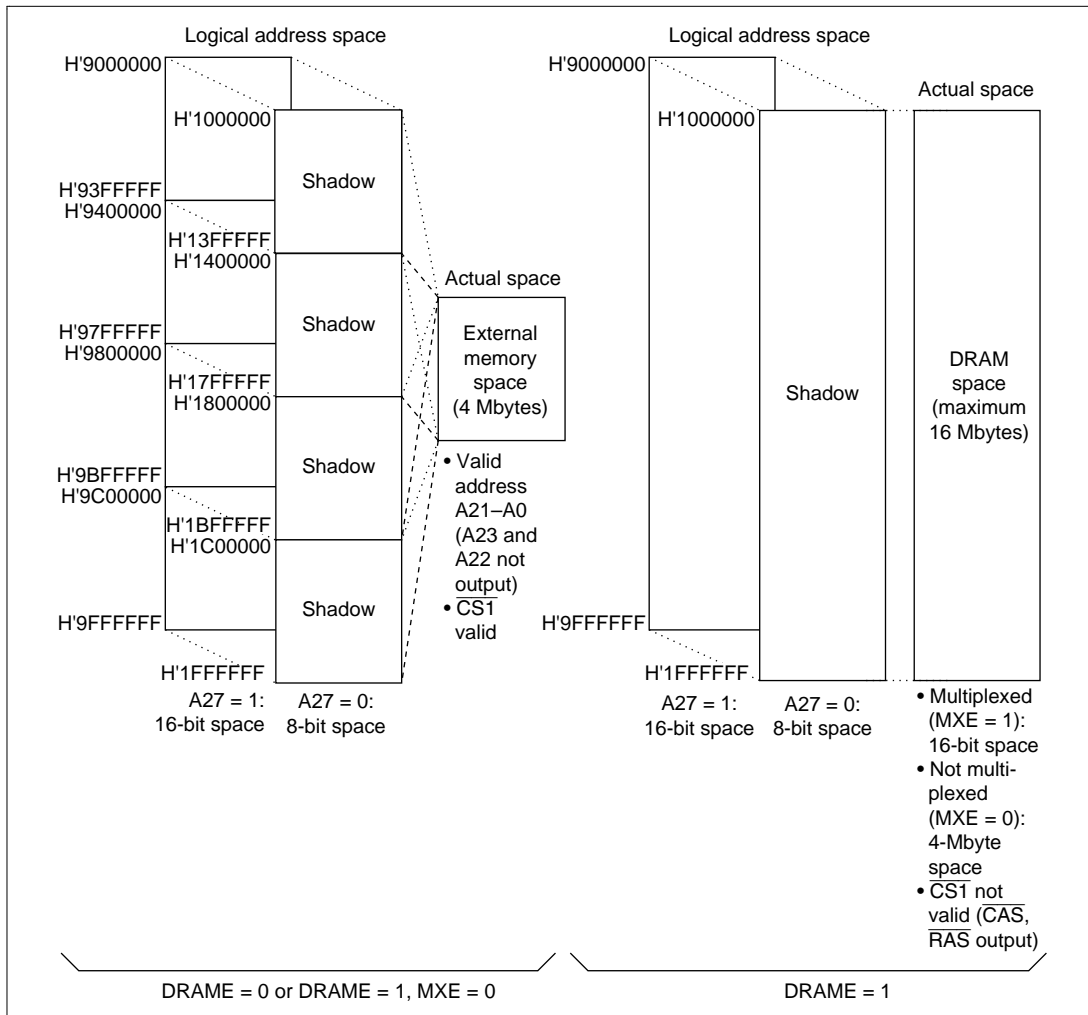 Logical address space
H'9000000
H'1000000
Shadow
H'93FFFFF
H'9400000
H'13FFFFF
H'1400000
Shadow
H'97FFFFF
H'9800000
H'17FFFFF
H'1800000
Shadow
H'9BFFFFF
H'9C00000
H'1BFFFFF
H'1C00000
Shadow
H'9FFFFFF
H'1FFFFFF
A27 = 1:
16-bit space
A27 = 0:
8-bit space
Actual space
External
memory
space
(4 Mbytes)
• Valid
address
A21–A0
(A23 and
A22 not
output)
• C̅S̅1̅
valid
DRAME = 0 or DRAME = 1, MXE = 0
Logical address space
H'9000000
H'1000000
Shadow
H'9FFFFFF
H'1FFFFFF
A27 = 1:
16-bit space
A27 = 0:
8-bit space
Actual space
DRAM
space
(maximum
16 Mbytes)
• Multiplexed
(MXE = 1):
16-bit space
• Not multi-
plexed
(MXE = 0):
4-Mbyte
space
• C̅S̅1̅ not
valid (C̅A̅S̅,
R̅A̅S̅ output)
DRAME = 1